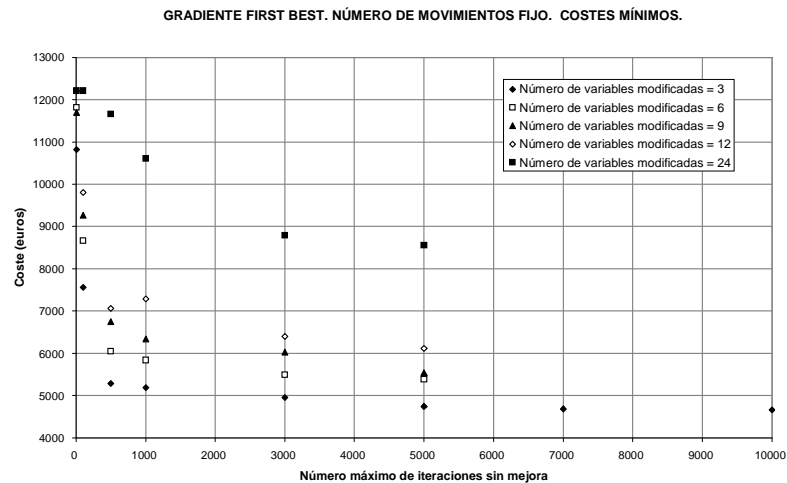 GRADIENTE FIRST BEST. NÚMERO DE MOVIMIENTOS FIJO. COSTES MÍNIMOS.
13000
12000
11000
10000
9000
8000
7000
6000
5000
4000
Coste (euros)
Número de variables modificadas = 3
Número de variables modificadas = 6
Número de variables modificadas = 9
Número de variables modificadas = 12
Número de variables modificadas = 24
0 1000 2000 3000 4000 5000 6000 7000 8000 9000 10000
Número máximo de iteraciones sin mejora